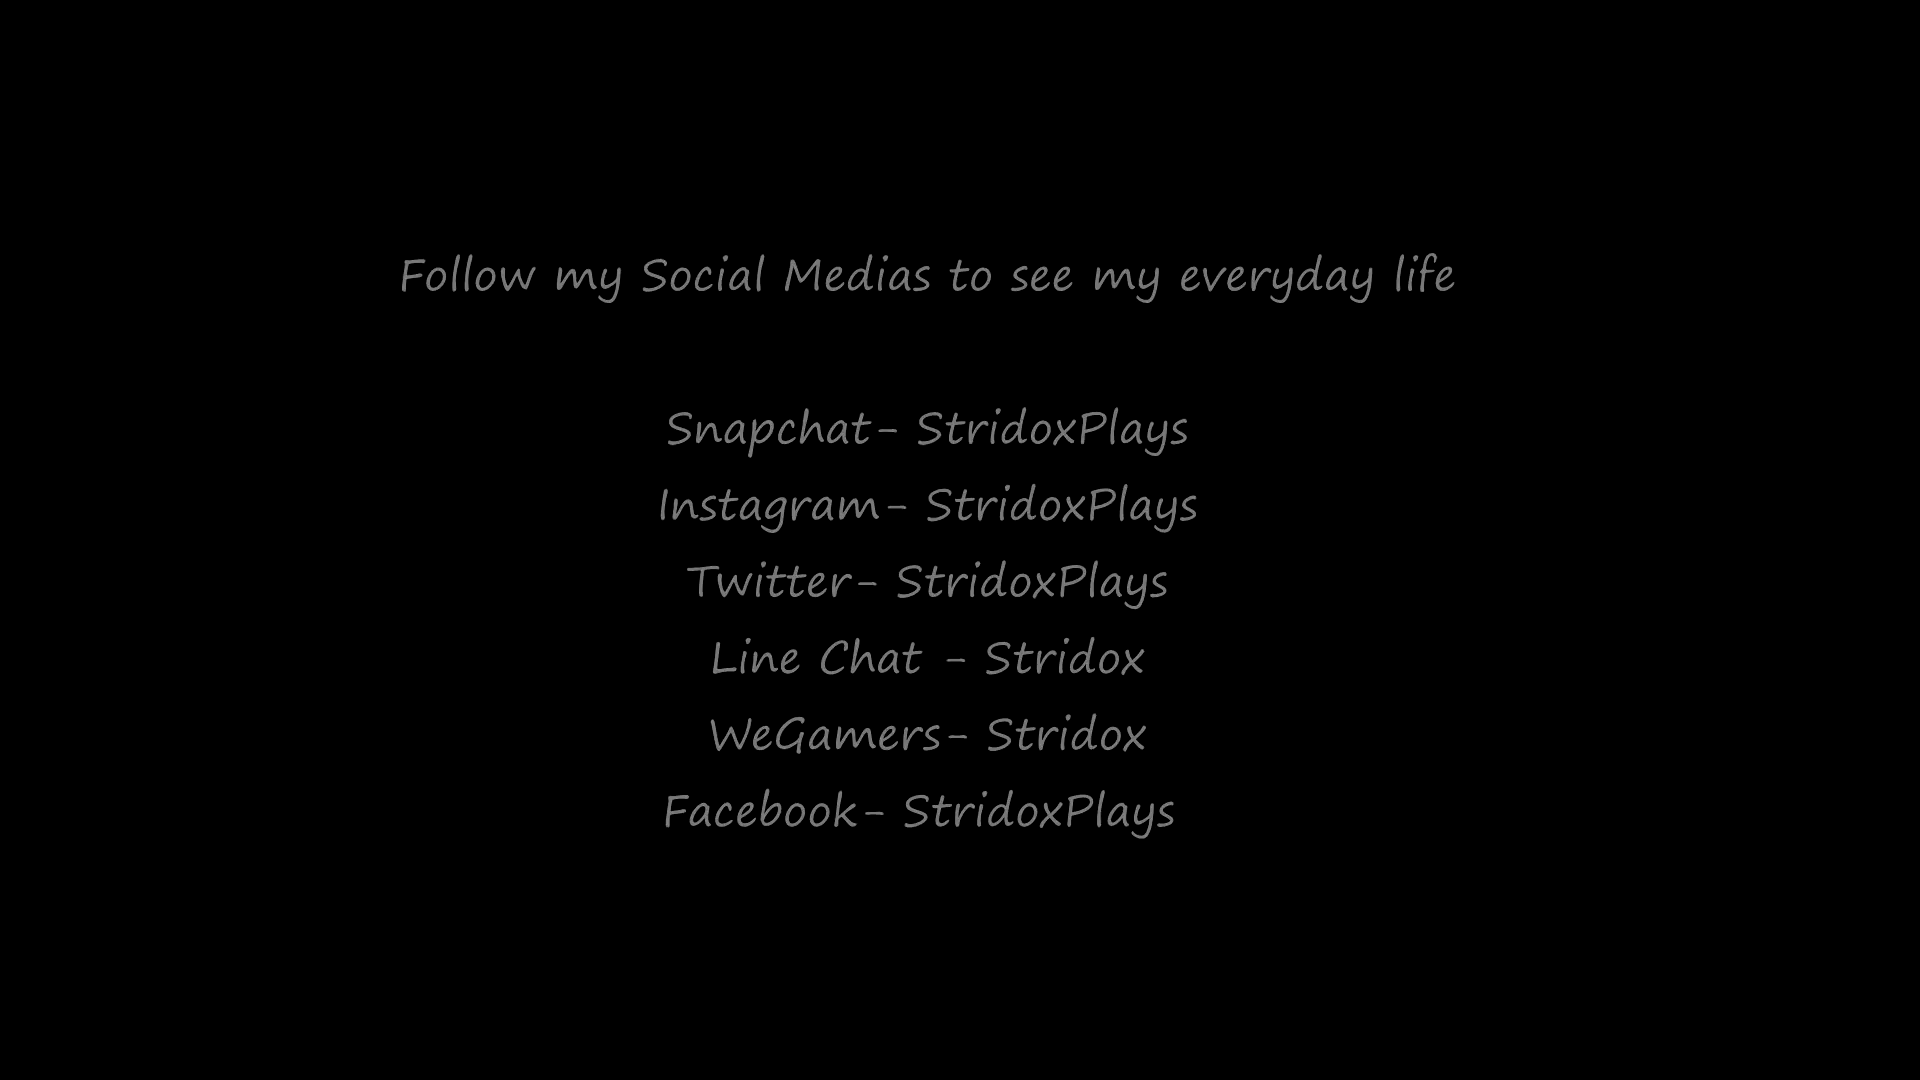 Follow my Social Medias to see my everyday life
Snapchat- StridoxPlays
Instagram- StridoxPlays
Twitter- StridoxPlays
Line Chat - Stridox
WeGamers- Stridox
Facebook- StridoxPlays